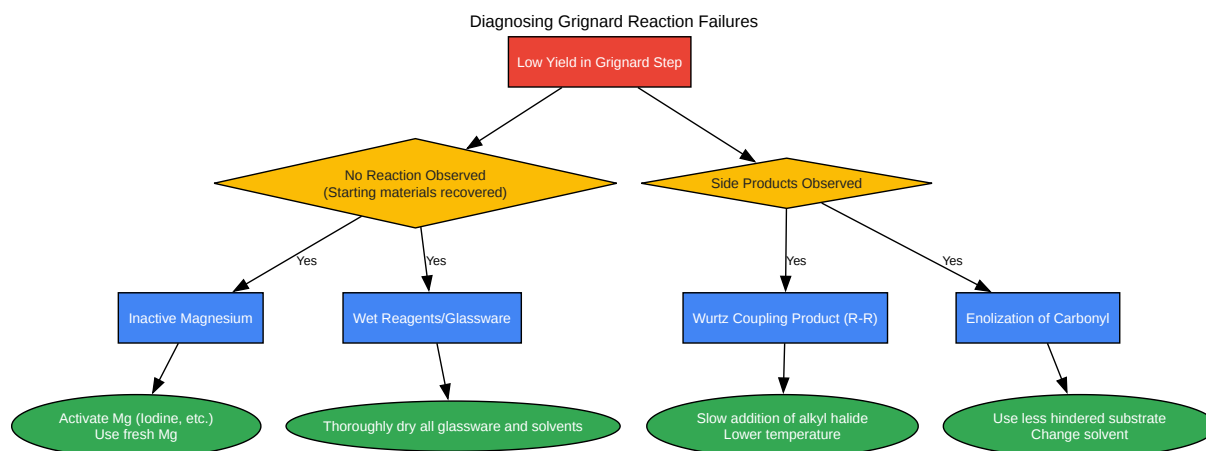 Diagnosing Grignard Reaction Failures
Low Yield in Grignard Step
No Reaction Observed
(Starting materials recovered)
Side Products Observed
Yes
Yes
Yes
Yes
Inactive Magnesium
Wet Reagents/Glassware
Wurtz Coupling Product (R-R)
Enolization of Carbonyl
Activate Mg (Iodine, etc.)
Use fresh Mg
Thoroughly dry all glassware and solvents
Slow addition of alkyl halide
Lower temperature
Use less hindered substrate
Change solvent